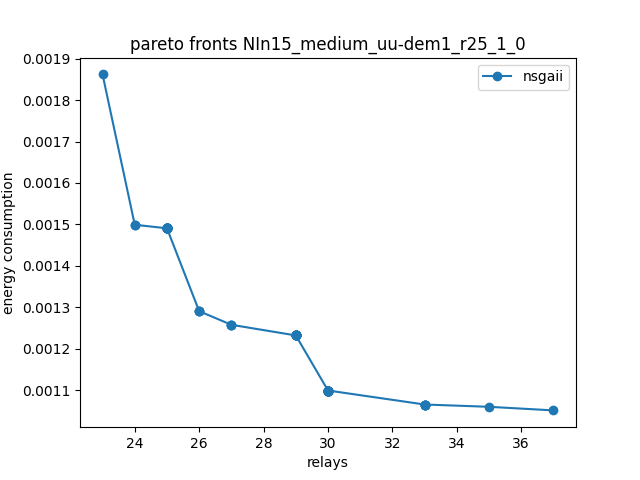 pareto fronts NIn15_medium_uu-dem1_r25_1_0
nsgaii
0.0019
0.0018
0.0017
0.0016
0.0015
0.0014
0.0013
0.0012
0.0011
energy consumption
24 26 28 30 32 34 36
relays